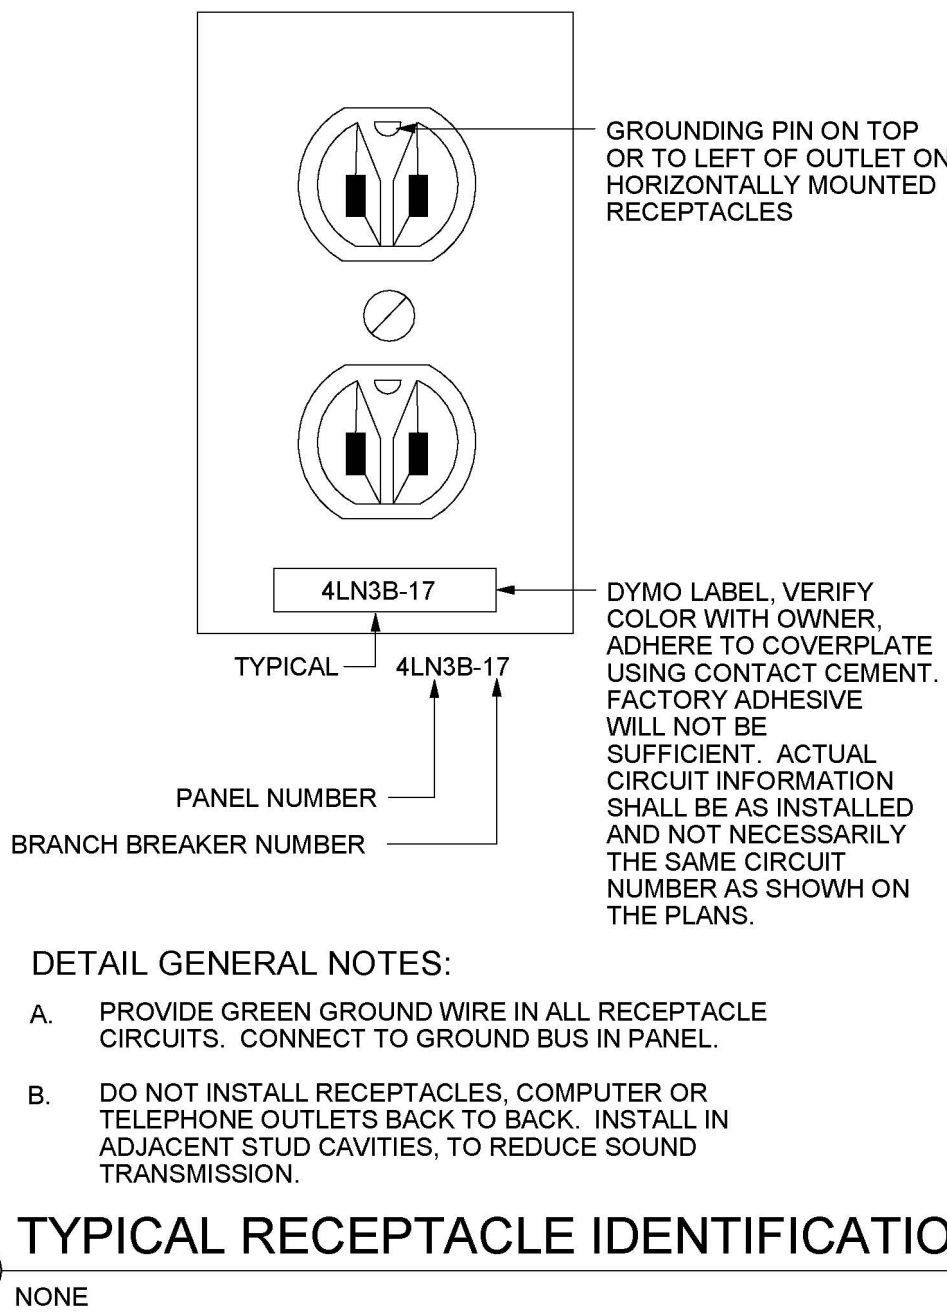 GROUNDING PIN ON TOP
OR TO LEFT OF OUTLET ON
HORIZONTALLY MOUNTED
RECEPTACLES
4LN3B-17
TYPICAL
4LN3B-17
PANEL NUMBER
BRANCH BREAKER NUMBER
DYMO LABEL, VERIFY
COLOR WITH OWNER,
ADHERE TO COVERPLATE
USING CONTACT CEMENT.
FACTORY ADHESIVE
WILL NOT BE
SUFFICIENT. ACTUAL
CIRCUIT INFORMATION
SHALL BE AS INSTALLED
AND NOT NECESSARILY
THE SAME CIRCUIT
NUMBER AS SHOWH ON
THE PLANS.
DETAIL GENERAL NOTES:
A. PROVIDE GREEN GROUND WIRE IN ALL RECEPTACLE
CIRCUITS. CONNECT TO GROUND BUS IN PANEL.
B. DO NOT INSTALL RECEPTACLES, COMPUTER OR
TELEPHONE OUTLETS BACK TO BACK. INSTALL IN
ADJACENT STUD CAVITIES, TO REDUCE SOUND
TRANSMISSION.
TYPICAL RECEPTACLE IDENTIFICATIO
NONE